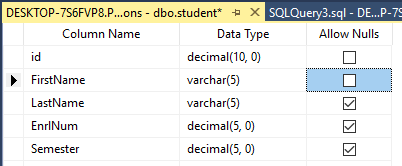 DESKTOP-7S6FVP8.P...ons - dbo.student* SQLQuery3.sql - DE...P-7S
Column Name Data Type Allow Nulls
id decimal(10, 0)
FirstName varchar(5)
LastName varchar(5)
EnrlNum decimal(5, 0)
Semester decimal(5, 0)